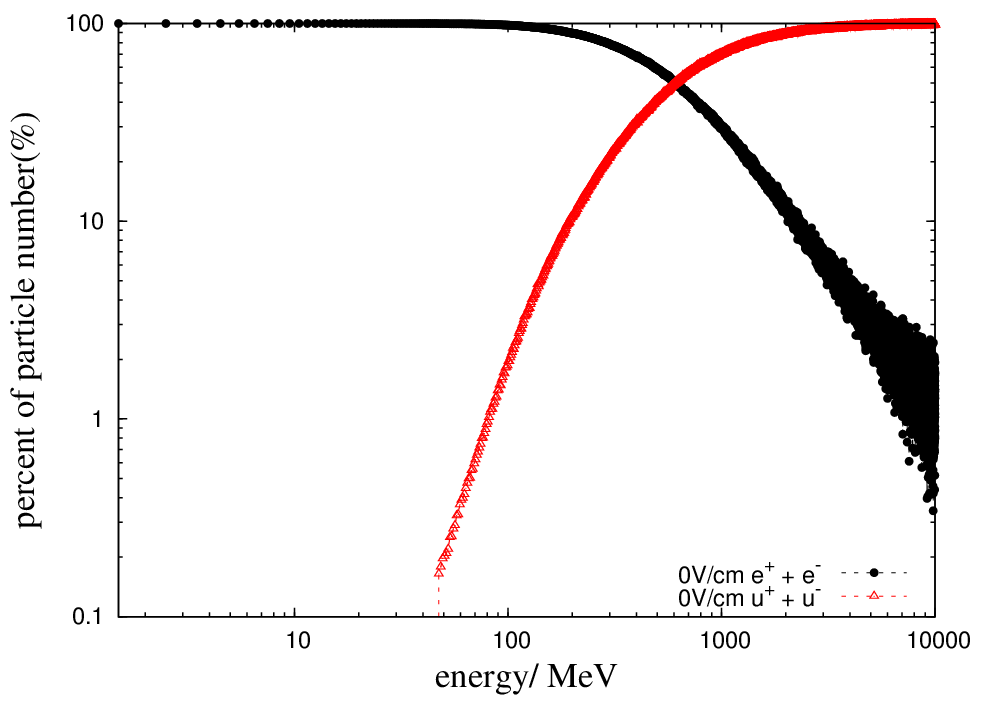 100
10
1
0.1
percent of particle number(%)
0V/cm e⁺ + e⁻
0V/cm u⁺ + u⁻
10 100 1000 10000
energy/ MeV